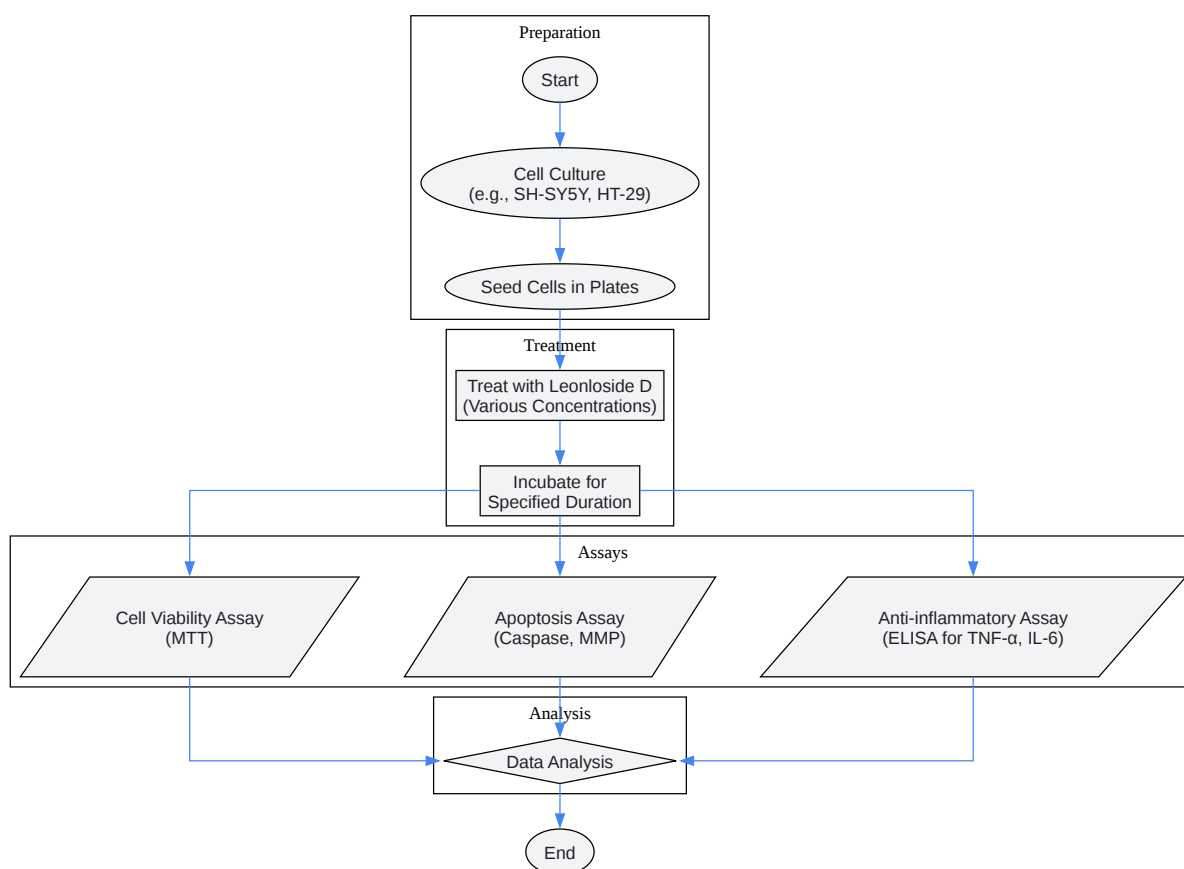 Preparation
Start
Cell Culture
(e.g., SH-SY5Y, HT-29)
Seed Cells in Plates
Treatment
Treat with Leonloside D
(Various Concentrations)
Incubate for
Specified Duration
Assays
Cell Viability Assay
(MTT)
Apoptosis Assay
(Caspase, MMP)
Anti-inflammatory Assay
(ELISA for TNF-α, IL-6)
Analysis
Data Analysis
End